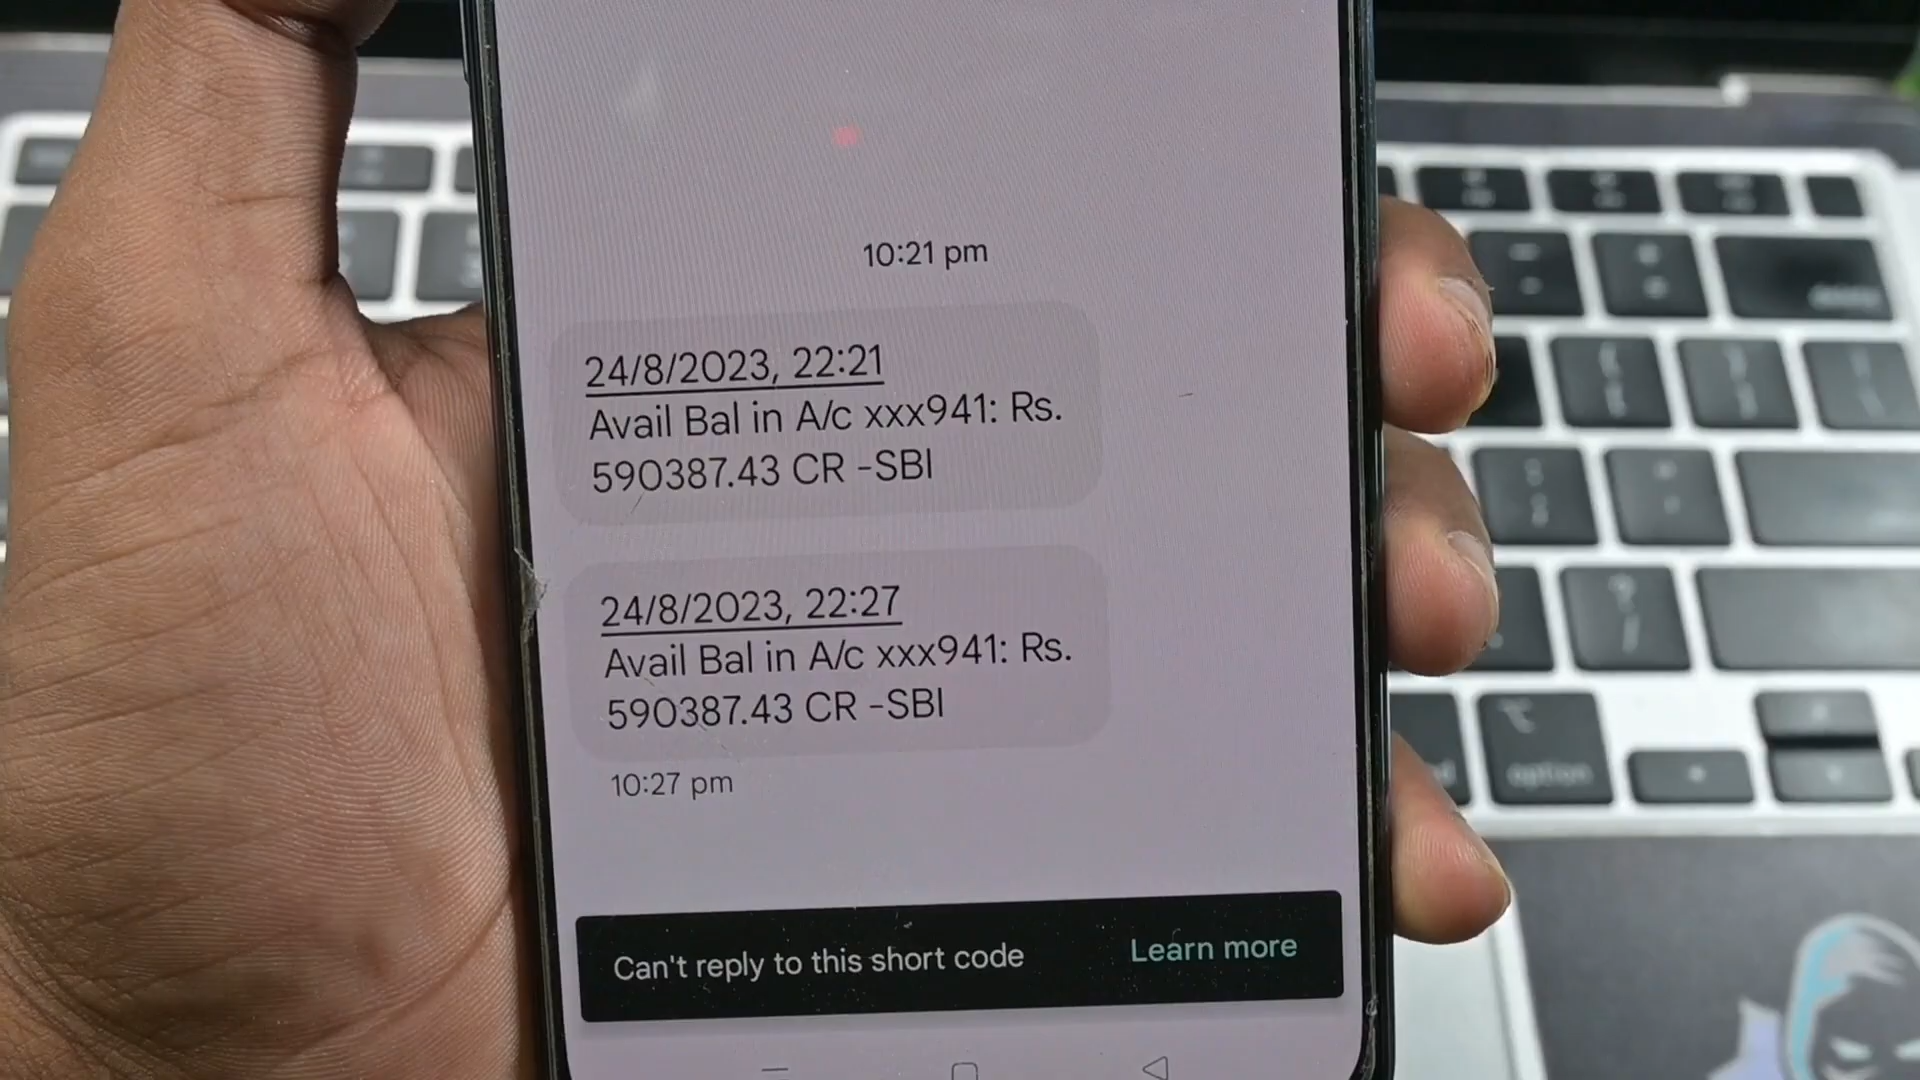 10:21 pm
24/8/2023, 22:21
Avail Bal in A/c xxx941: Rs.
590387.43 CR -SBI
24/8/2023, 22:27
Avail Bal in A/c xxx941: Rs.
590387.43 CR -SBI
10:27 pm
Can't reply to this short code Learn more
option